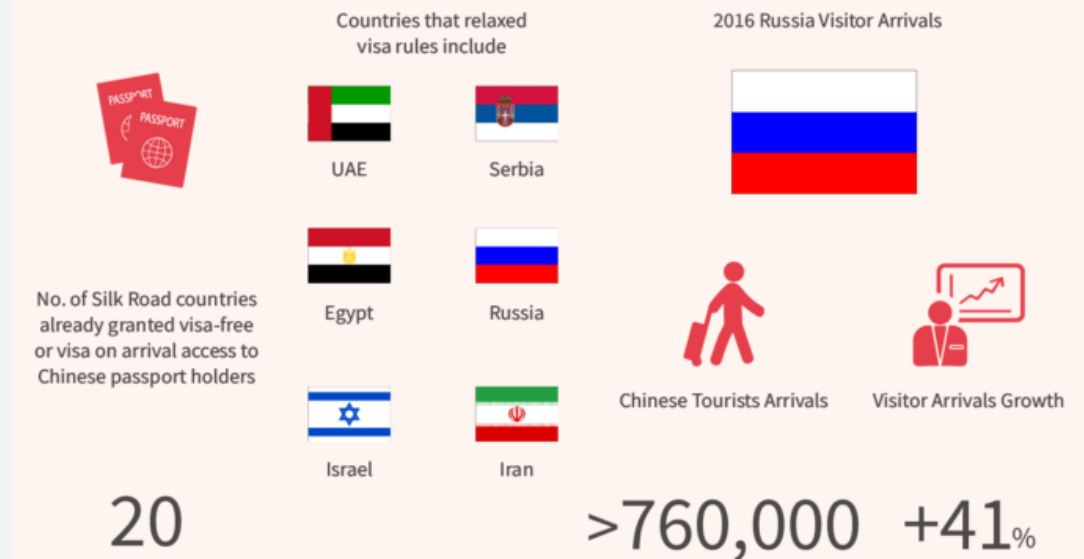 PASSPORT
PASSPORT
No. of Silk Road countries
already granted visa-free
or visa on arrival access to
Chinese passport holders
20
Countries that relaxed
visa rules include
UAE
Serbia
Egypt
Russia
Israel
Iran
2016 Russia Visitor Arrivals
Chinese Tourists Arrivals
>760,000
Visitor Arrivals Growth
+41%